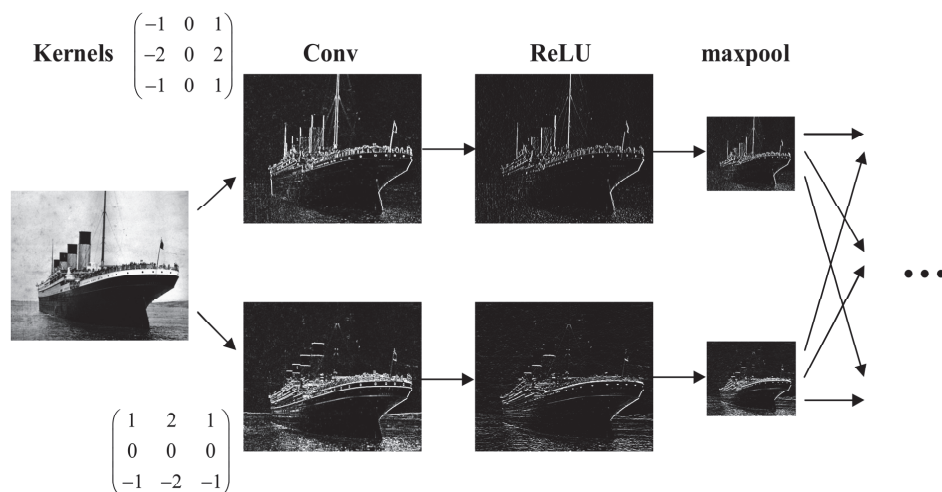 Kernels
−1 0 1
−2 0 2
−1 0 1
Conv
ReLU
maxpool
1 2 1
0 0 0
−1 −2 −1